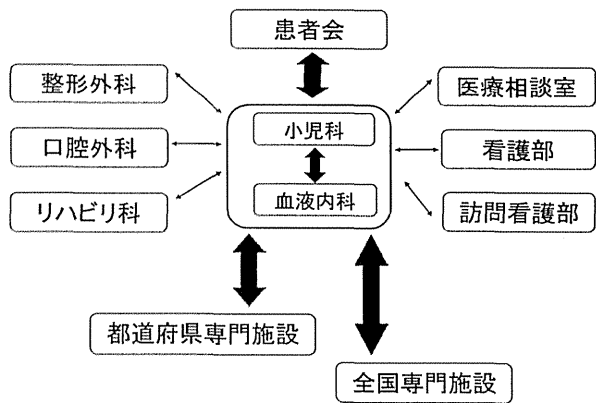 患者会
整形外科
医療相談室
小児科
口腔外科
看護部
血液内科
リハビリ科
訪問看護部
都道府県専門施設
全国専門施設